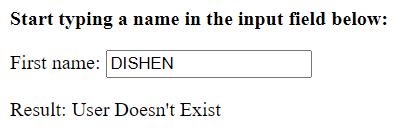 Start typing a name in the input field below:
First name: DISHEN
Result: User Doesn't Exist